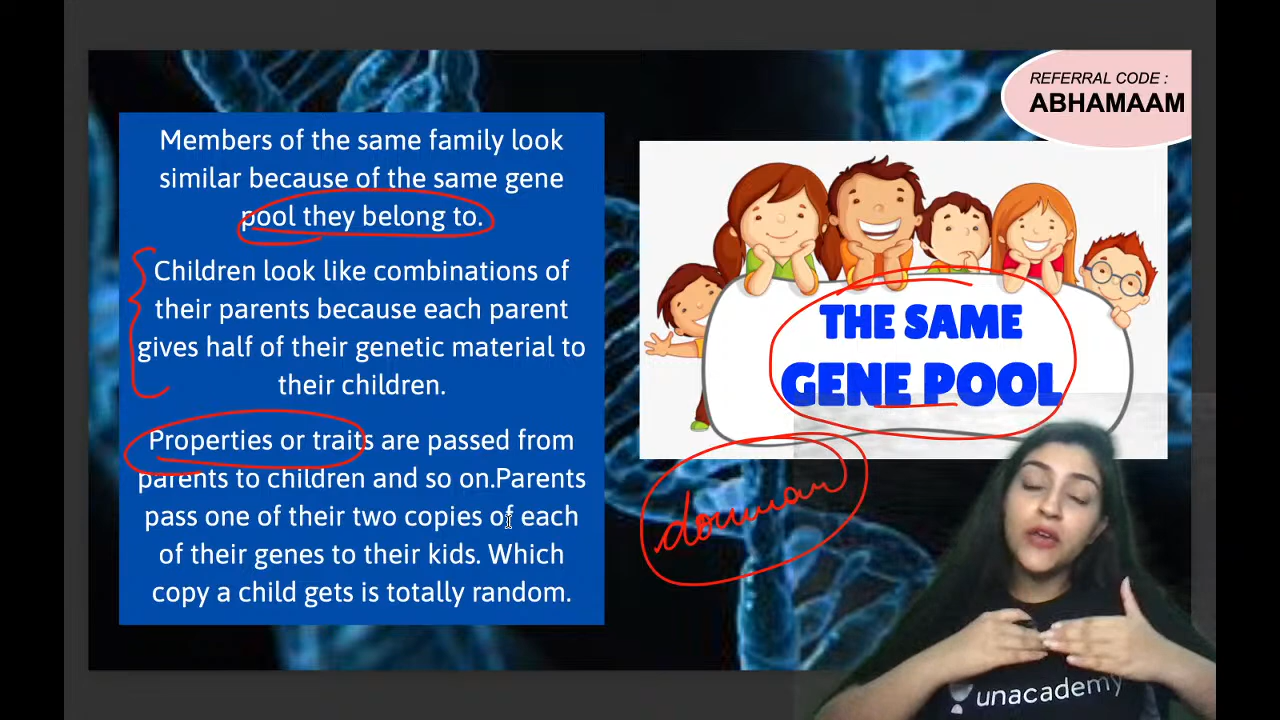 REFERRAL CODE :
ABHAMAAM
Members of the same family look
similar because of the same gene
pool they belong to.
Children look like combinations of
their parents because each parent
gives half of their genetic material to
their children.
Properties or traits are passed from
parents to children and so on.Parents
pass one of their two copies of each
of their genes to their kids. Which
copy a child gets is totally random.
THE SAME
GENE POOL
unacademy